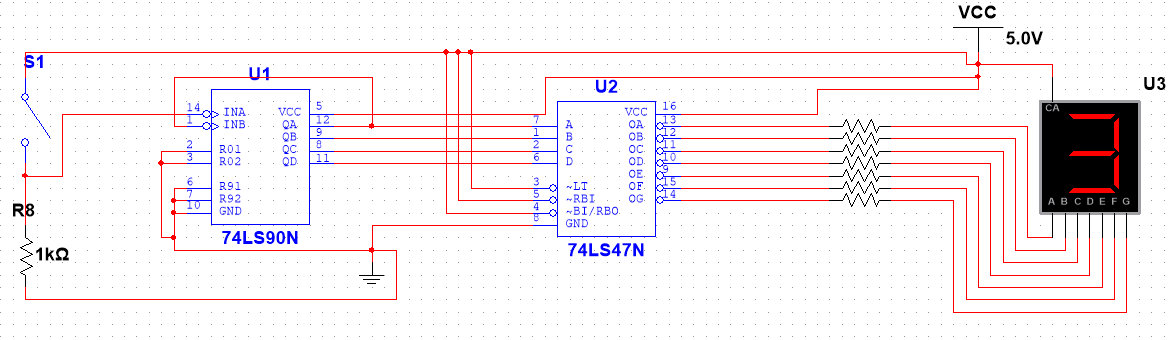 VCC
5.0V
S1
U1
U2
U3
14 INA VCC 5
1 INB QA 12
QB 9
2 R01 QC 8
3 R02 QD 11
6 R91
7 R92
10 GND
74LS90N
R8
1kΩ
VCC 16
7 A OA 13
1 B OB 12
2 C OC 11
6 D OD 10
OE 9
3 ~LT OF 15
5 ~RBI OG 14
4 ~BI/RBO
8 GND
74LS47N
CA
3
A B C D E F G